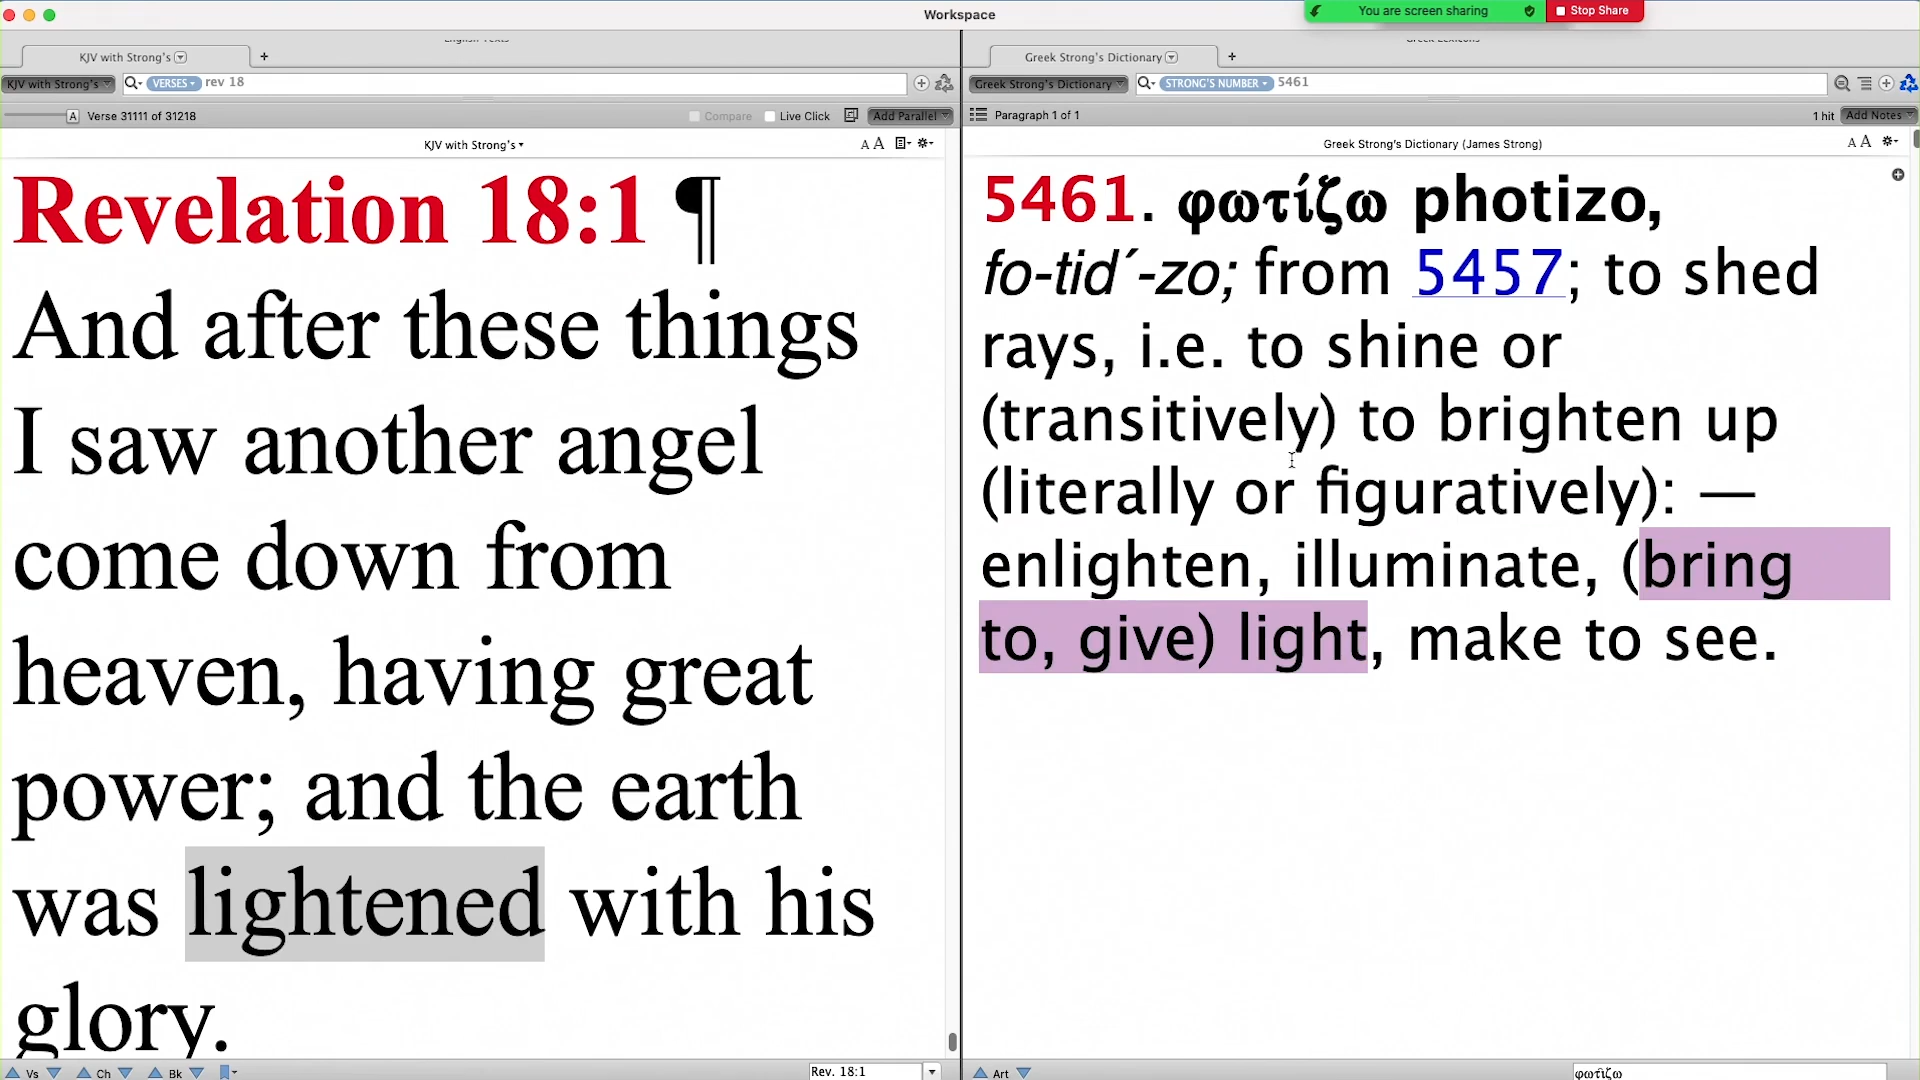 Workspace
You are screen sharing
Stop Share
KJV with Strong's
+
KJV with Strong's
VERSES
rev 18
A
Verse 31111 of 31218
Compare
Live Click
Add Parallel
KJV with Strong's
A A
Revelation 18:1 ¶
And after these things
I saw another angel
come down from
heaven, having great
power; and the earth
was lightened with his
glory.
Vs
Ch
Bk
Rev. 18:1
Greek Strong's Dictionary
+
Greek Strong's Dictionary
STRONG'S NUMBER
5461
Paragraph 1 of 1
1 hit
Add Notes
Greek Strong's Dictionary (James Strong)
A A
5461. φωτίζω photizo,
fo-tid´-zo; from 5457; to shed
rays, i.e. to shine or
(transitively) to brighten up
(literally or figuratively): —
enlighten, illuminate, (bring
to, give) light, make to see.
Art
φωτίζω